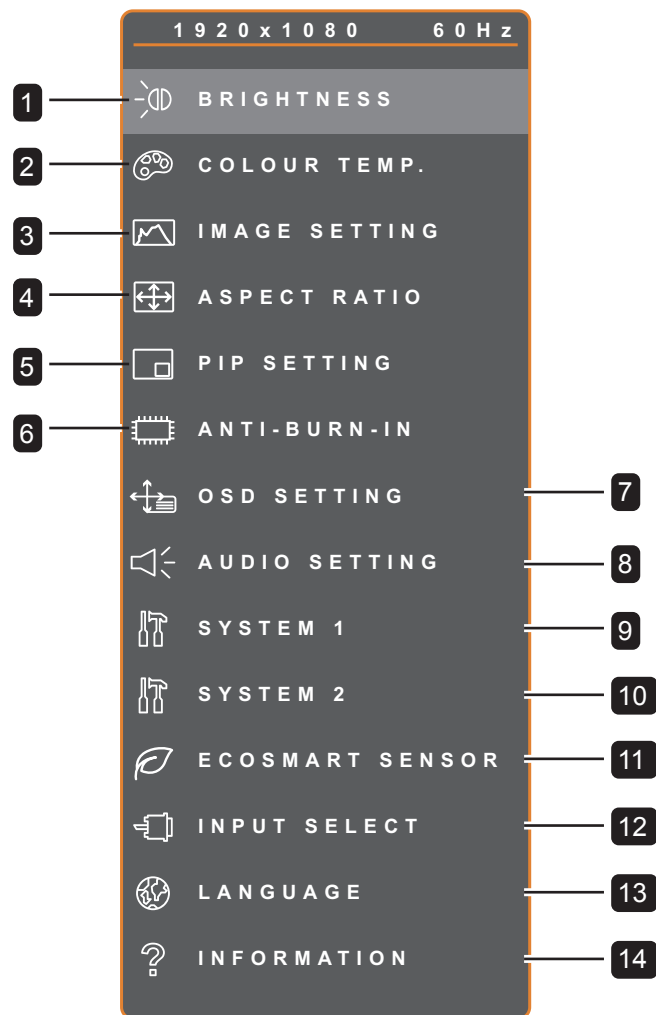 1920x1080 60Hz
1 BRIGHTNESS
2 COLOUR TEMP.
3 IMAGE SETTING
4 ASPECT RATIO
5 PIP SETTING
6 ANTI-BURN-IN
OSD SETTING 7
AUDIO SETTING 8
SYSTEM 1 9
SYSTEM 2 10
ECOSMART SENSOR 11
INPUT SELECT 12
LANGUAGE 13
INFORMATION 14